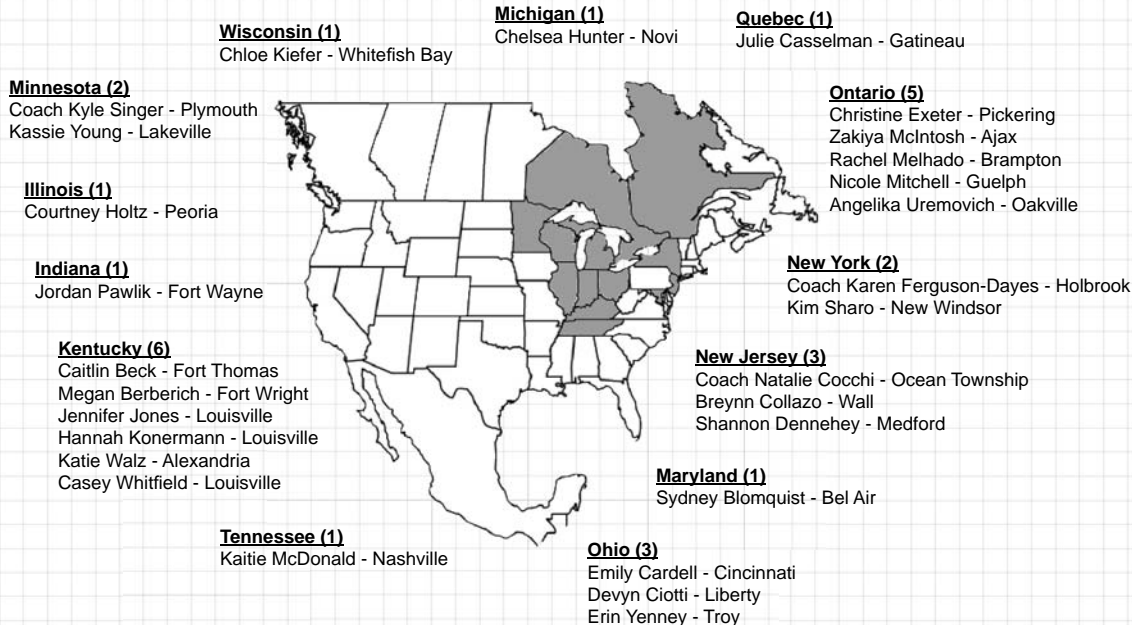 Michigan (1)
Chelsea Hunter - Novi
Quebec (1)
Julie Casselman - Gatineau
Wisconsin (1)
Chloe Kiefer - Whitefish Bay
Minnesota (2)
Coach Kyle Singer - Plymouth
Kassie Young - Lakeville
Ontario (5)
Christine Exeter - Pickering
Zakiya McIntosh - Ajax
Rachel Melhado - Brampton
Nicole Mitchell - Guelph
Angelika Uremovich - Oakville
Illinois (1)
Courtney Holtz - Peoria
Indiana (1)
Jordan Pawlik - Fort Wayne
New York (2)
Coach Karen Ferguson-Dayes - Holbrook
Kim Sharo - New Windsor
Kentucky (6)
Caitlin Beck - Fort Thomas
Megan Berberich - Fort Wright
Jennifer Jones - Louisville
Hannah Konermann - Louisville
Katie Walz - Alexandria
Casey Whitfield - Louisville
New Jersey (3)
Coach Natalie Cocchi - Ocean Township
Breynn Collazo - Wall
Shannon Dennehey - Medford
Maryland (1)
Sydney Blomquist - Bel Air
Tennessee (1)
Kaitie McDonald - Nashville
Ohio (3)
Emily Cardell - Cincinnati
Devyn Ciotti - Liberty
Erin Yenney - Troy